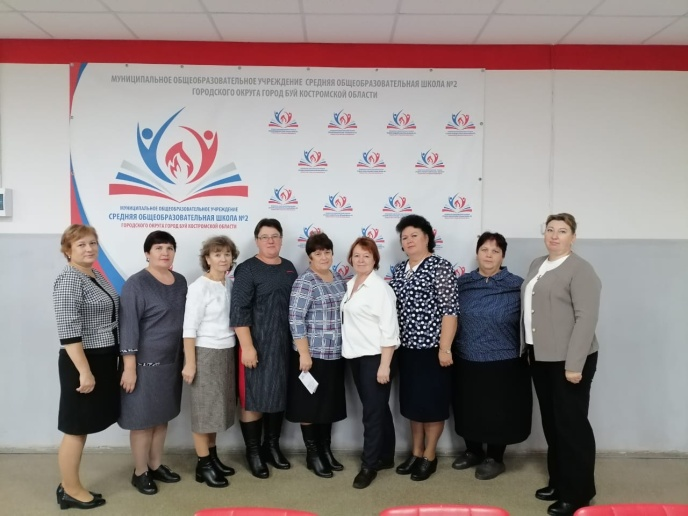 МУНИЦИПАЛЬНОЕ ОБЩЕОБРАЗОВАТЕЛЬНОЕ УЧРЕЖДЕНИЕ СРЕДНЯЯ ОБЩЕОБРАЗОВАТЕЛЬНАЯ ШКОЛА №2
ГОРОДСКОГО ОКРУГА ГОРОД БУЙ КОСТРОМСКОЙ ОБЛАСТИ
МУНИЦИПАЛЬНОЕ ОБЩЕОБРАЗОВАТЕЛЬНОЕ УЧРЕЖДЕНИЕ
СРЕДНЯЯ ОБЩЕОБРАЗОВАТЕЛЬНАЯ ШКОЛА №2
ГОРОДСКОГО ОКРУГА ГОРОД БУЙ КОСТРОМСКОЙ ОБЛАСТИ